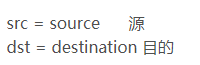 src = source 源
dst = destination 目的